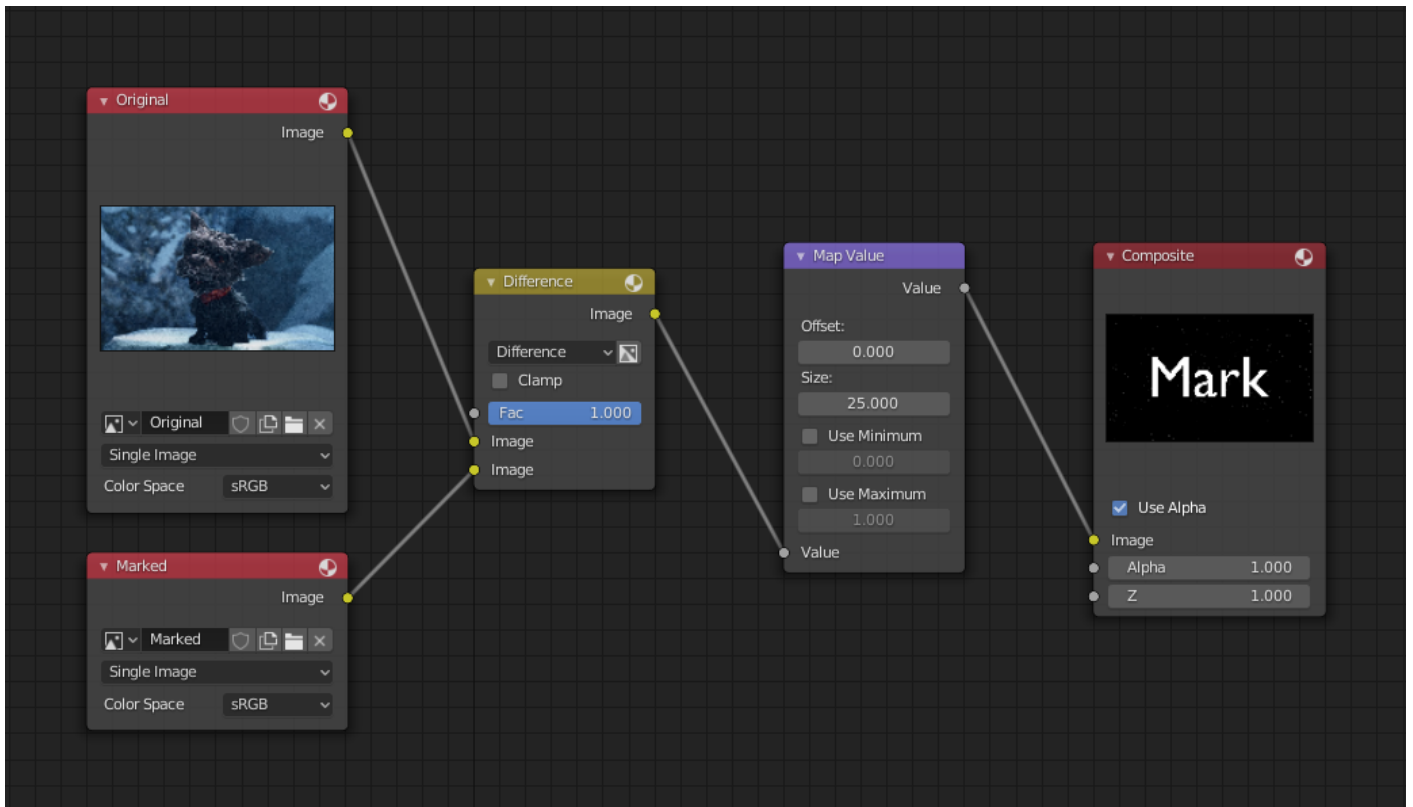 Original
Image
Original
Single Image
Color Space sRGB
Marked
Image
Marked
Single Image
Color Space sRGB
Difference
Image
Difference
Clamp
Fac 1.000
Image
Image
Map Value
Value
Offset:
0.000
Size:
25.000
Use Minimum
0.000
Use Maximum
1.000
Value
Composite
Mark
Use Alpha
Image
Alpha 1.000
Z 1.000